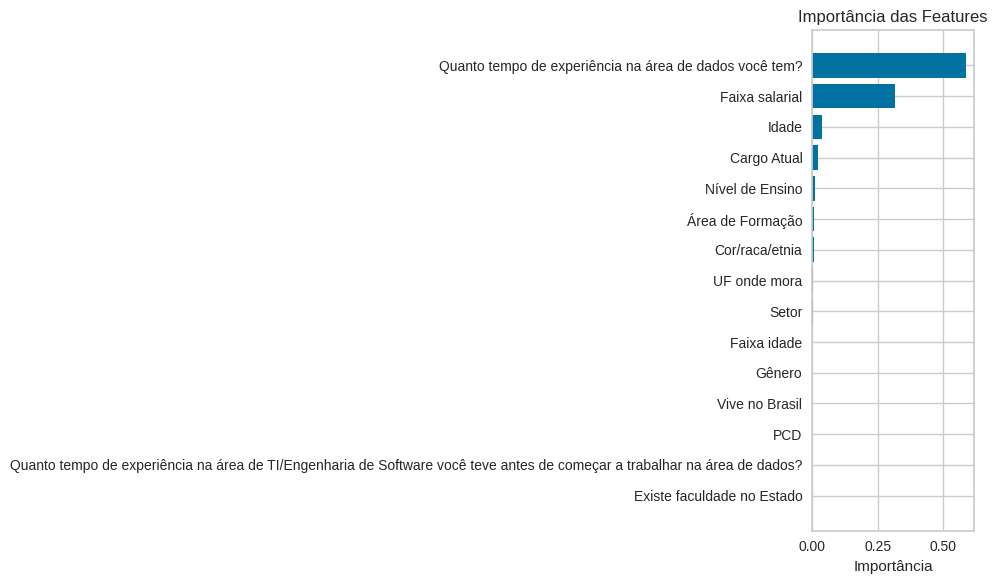 Importância das Features
Quanto tempo de experiência na área de dados você tem?
Faixa salarial
Idade
Cargo Atual
Nível de Ensino
Área de Formação
Cor/raca/etnia
UF onde mora
Setor
Faixa idade
Gênero
Vive no Brasil
PCD
Quanto tempo de experiência na área de TI/Engenharia de Software você teve antes de começar a trabalhar na área de dados?
Existe faculdade no Estado
0.00 0.25 0.50
Importância